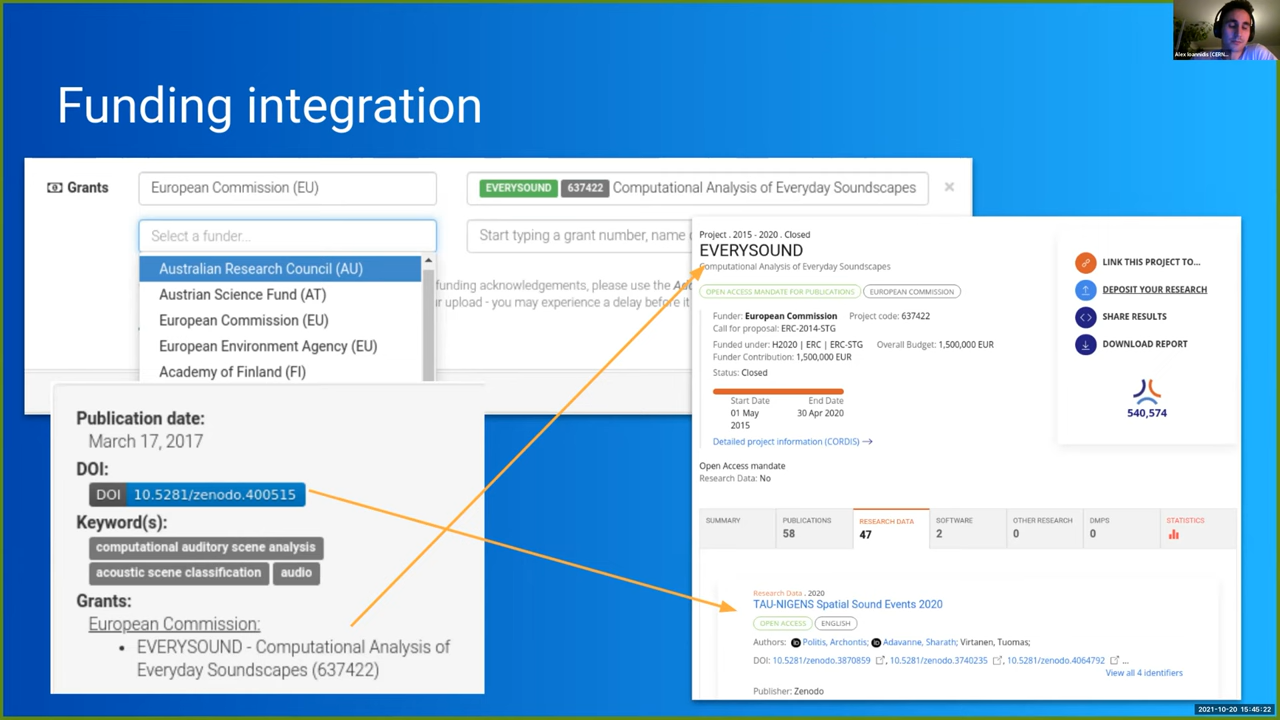 Alex Ioannidis (CERN...
Funding integration
Grants
European Commission (EU)
EVERYSOUND 637422 Computational Analysis of Everyday Soundscapes
×
Select a funder...
Start typing a grant number, name
Australian Research Council (AU)
Austrian Science Fund (AT)
European Commission (EU)
European Environment Agency (EU)
Academy of Finland (FI)
funding acknowledgements, please use the
your upload - you may experience a delay before it
Publication date:
March 17, 2017
DOI:
DOI 10.5281/zenodo.400515
Keyword(s):
computational auditory scene analysis
acoustic scene classification audio
Grants:
European Commission:
• EVERYSOUND - Computational Analysis of
Everyday Soundscapes (637422)
Project . 2015 - 2020 . Closed
EVERYSOUND
Computational Analysis of Everyday Soundscapes
OPEN ACCESS MANDATE FOR PUBLICATIONS EUROPEAN COMMISSION
Funder: European Commission Project code: 637422
Call for proposal: ERC-2014-STG
Funded under: H2020 | ERC | ERC-STG Overall Budget: 1,500,000 EUR
Funder Contribution: 1,500,000 EUR
Status: Closed
Start Date End Date
01 May 30 Apr 2020
2015
Detailed project information (CORDIS) →
Open Access mandate
Research Data: No
LINK THIS PROJECT TO...
DEPOSIT YOUR RESEARCH
SHARE RESULTS
DOWNLOAD REPORT
540,574
SUMMARY PUBLICATIONS RESEARCH DATA SOFTWARE OTHER RESEARCH DMPS STATISTICS
58 47 2 0 0
Research Data . 2020
TAU-NIGENS Spatial Sound Events 2020
OPEN ACCESS ENGLISH
Authors: Politis, Archontis; Adavanne, Sharath; Virtanen, Tuomas;
DOI: 10.5281/zenodo.3870859 , 10.5281/zenodo.3740235 , 10.5281/zenodo.4064792 ...
View all 4 identifiers
Publisher: Zenodo
2021-10-20 15:45:22